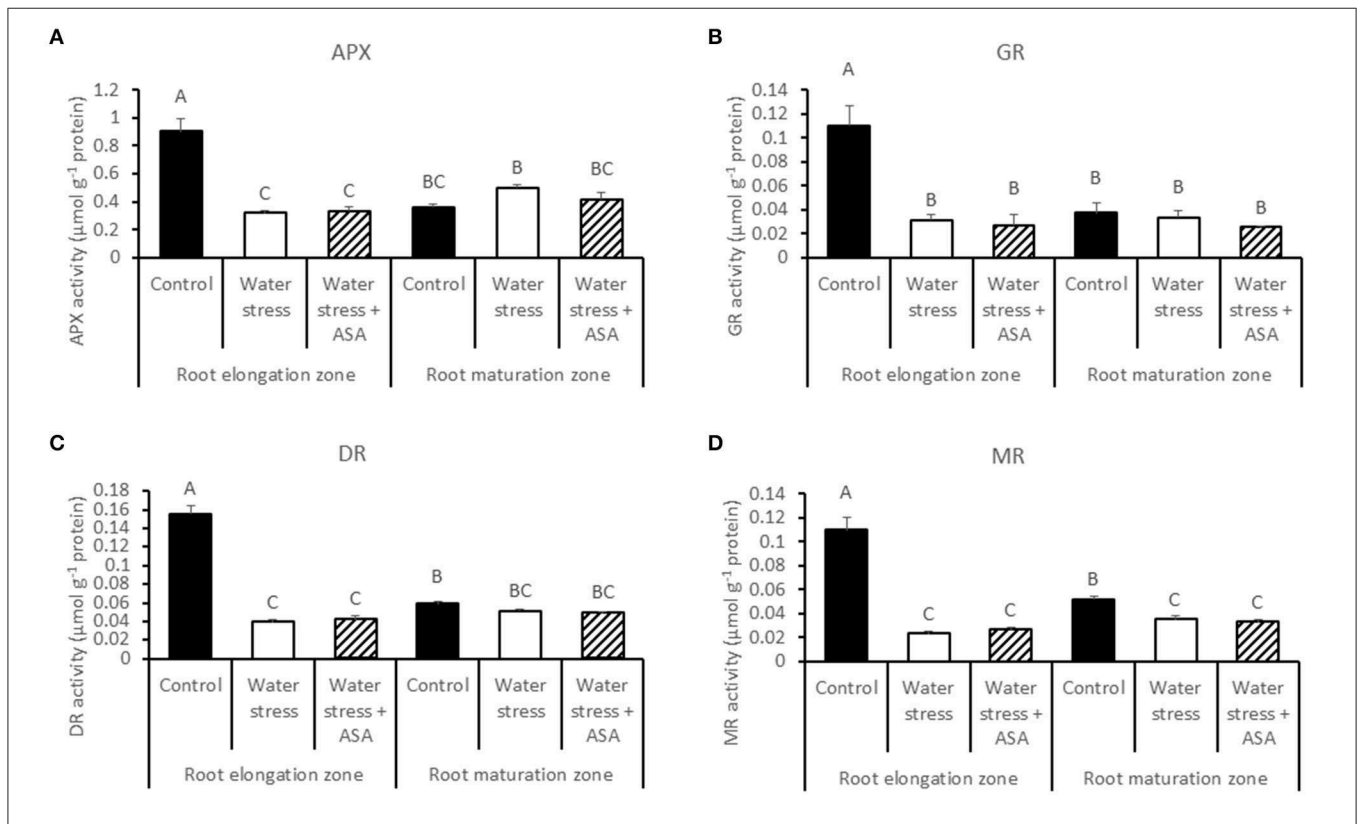 A
APX
APX activity (µmol g⁻¹ protein)
1.2
1
0.8
0.6
0.4
0.2
0
A
C
C
BC
B
BC
Control
Water
stress
Water
stress +
ASA
Control
Water
stress
Water
stress +
ASA
Root elongation zone
Root maturation zone
B
GR
GR activity (µmol g⁻¹ protein)
0.14
0.12
0.1
0.08
0.06
0.04
0.02
0
A
B
B
B
B
B
Control
Water
stress
Water
stress +
ASA
Control
Water
stress
Water
stress +
ASA
Root elongation zone
Root maturation zone
C
DR
DR activity (µmol g⁻¹ protein)
0.18
0.16
0.14
0.12
0.1
0.08
0.06
0.04
0.02
0
A
C
C
B
BC
BC
Control
Water
stress
Water
stress +
ASA
Control
Water
stress
Water
stress +
ASA
Root elongation zone
Root maturation zone
D
MR
MR activity (µmol g⁻¹ protein)
0.14
0.12
0.1
0.08
0.06
0.04
0.02
0
A
C
C
B
C
C
Control
Water
stress
Water
stress +
ASA
Control
Water
stress
Water
stress +
ASA
Root elongation zone
Root maturation zone